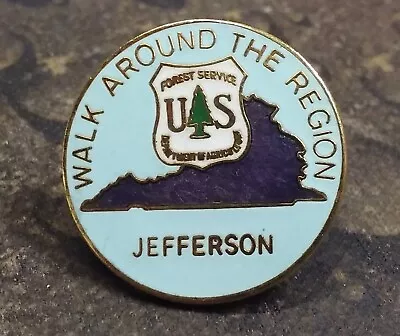 WALK AROUND THE REGION
FOREST SERVICE
U S
DEPARTMENT OF AGRICULTURE
JEFFERSON